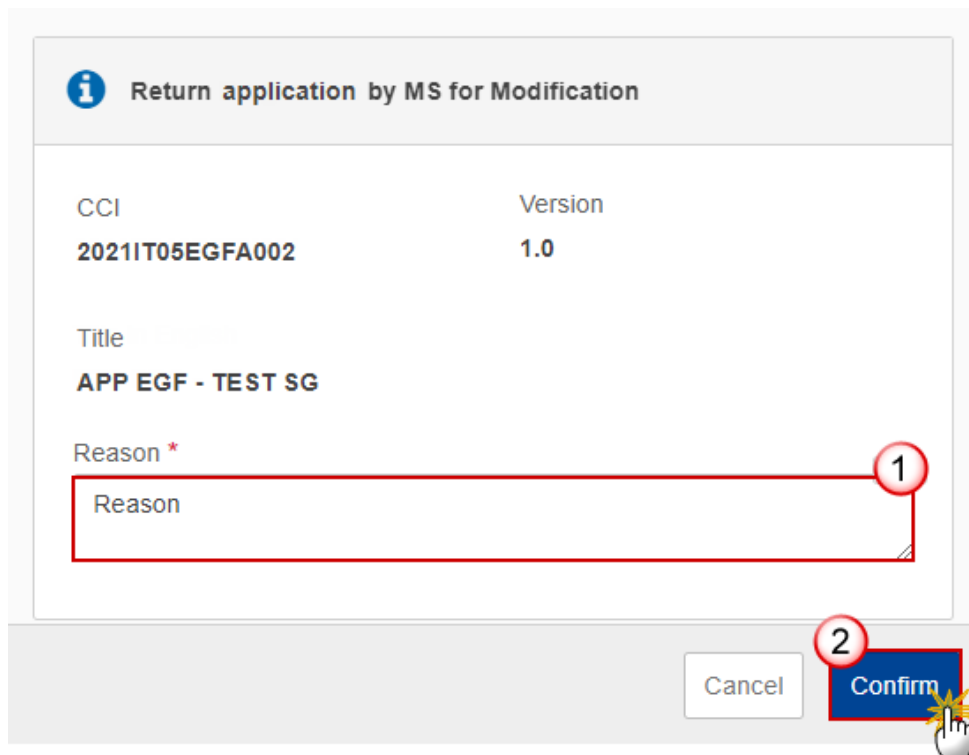 Return application by MS for Modification
CCI
Version
2021IT05EGFA002
1.0
Title
APP EGF - TEST SG
Reason *
1
Reason
2
Cancel
Confirm